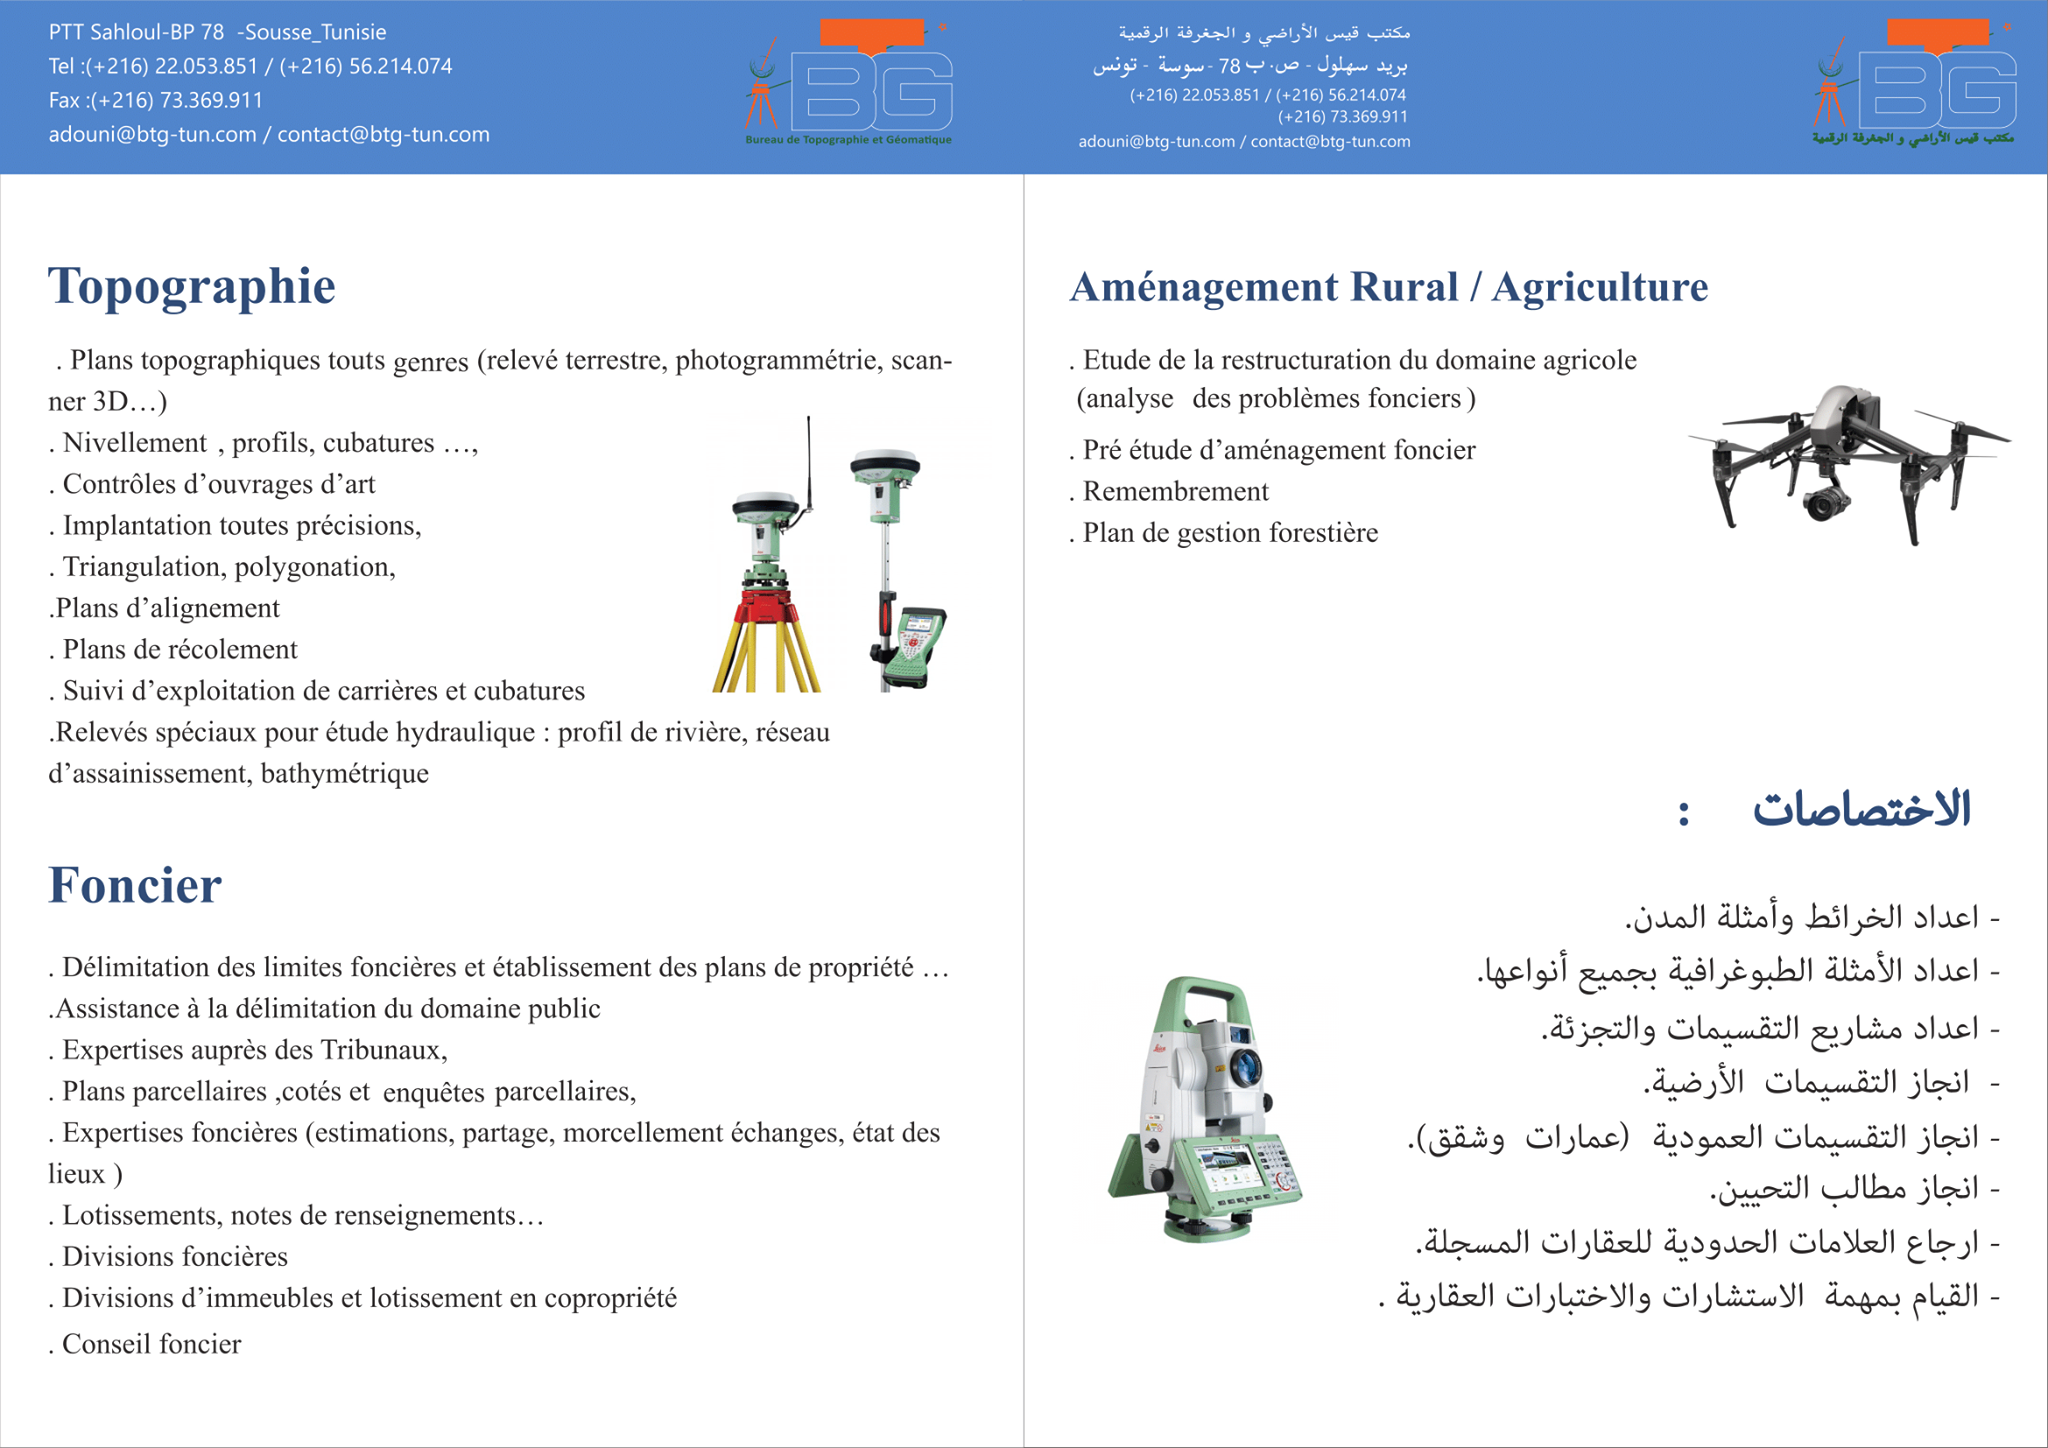 PTT Sahloul-BP 78 -Sousse_Tunisie
Tel :(+216) 22.053.851 / (+216) 56.214.074
Fax :(+216) 73.369.911
adouni@btg-tun.com / contact@btg-tun.com
BTG
Bureau de Topographie et Géomatique
Topographie
. Plans topographiques touts genres (relevé terrestre, photogrammétrie, scan-
ner 3D…)
. Nivellement , profils, cubatures …,
. Contrôles d’ouvrages d’art
. Implantation toutes précisions,
. Triangulation, polygonation,
.Plans d’alignement
. Plans de récolement
. Suivi d’exploitation de carrières et cubatures
.Relevés spéciaux pour étude hydraulique : profil de rivière, réseau
d’assainissement, bathymétrique
Foncier
. Délimitation des limites foncières et établissement des plans de propriété …
.Assistance à la délimitation du domaine public
. Expertises auprès des Tribunaux,
. Plans parcellaires ,cotés et enquêtes parcellaires,
. Expertises foncières (estimations, partage, morcellement échanges, état des
lieux )
. Lotissements, notes de renseignements…
. Divisions foncières
. Divisions d’immeubles et lotissement en copropriété
. Conseil foncier
مكتب قيس الأراضي و الجغرفة الرقمية
بريد سهلول - ص. ب 78 - سوسة - تونس
(+216) 22.053.851 / (+216) 56.214.074
(+216) 73.369.911
adouni@btg-tun.com / contact@btg-tun.com
BTG
مكتب قيس الأراضي و الجغرفة الرقمية
Aménagement Rural / Agriculture
. Etude de la restructuration du domaine agricole
(analyse des problèmes fonciers )
. Pré étude d’aménagement foncier
. Remembrement
. Plan de gestion forestière
الاختصاصات :
- اعداد الخرائط وأمثلة المدن.
- اعداد الأمثلة الطبوغرافية بجميع أنواعها.
- اعداد مشاريع التقسيمات والتجزئة.
- انجاز التقسيمات الأرضية.
- انجاز التقسيمات العمودية (عمارات وشقق).
- انجاز مطالب التحيين.
- ارجاع العلامات الحدودية للعقارات المسجلة.
- القيام بمهمة الاستشارات والاختبارات العقارية .